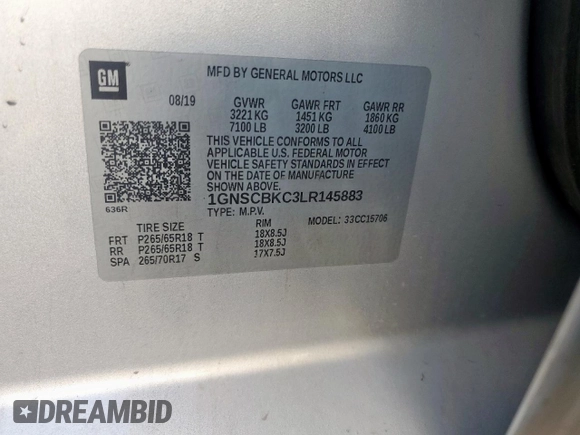 GM
MFD BY GENERAL MOTORS LLC
08/19 GVWR GAWR FRT GAWR RR
3221 KG 1451 KG 1860 KG
7100 LB 3200 LB 4100 LB
THIS VEHICLE CONFORMS TO ALL
APPLICABLE U.S. FEDERAL MOTOR
VEHICLE SAFETY STANDARDS IN EFFECT
ON THE DATE OF MANUFACTURE
SHOWN ABOVE.
1GNSCBKC3LR145883
636R TYPE: M.P.V. MODEL: 33CC15706
TIRE SIZE RIM
FRT P265/65R18 T 18X8.5J
RR P265/65R18 T 18X8.5J
SPA 265/70R17 S 17X7.5J
DREAMBID